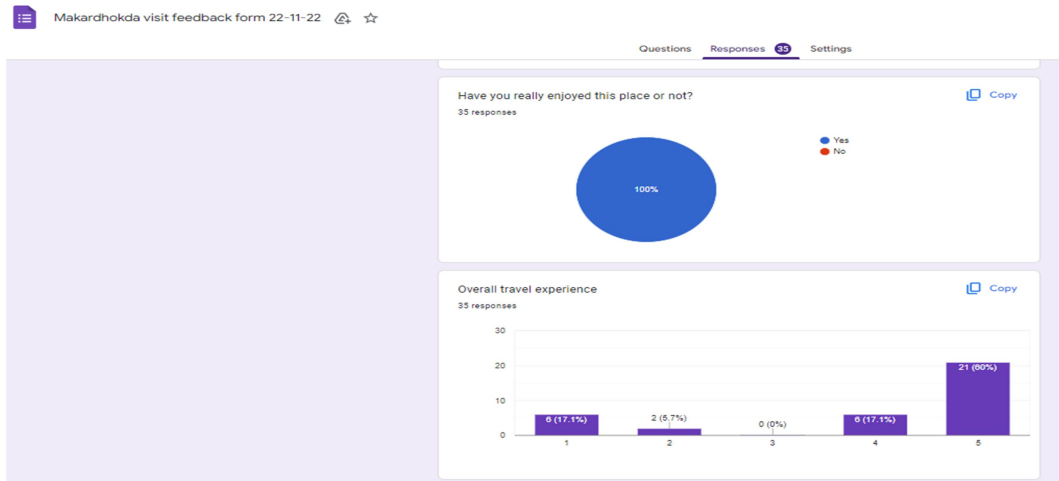 Makardhokda visit feedback form 22-11-22
Questions Responses 35 Settings
Have you really enjoyed this place or not?
Copy
35 responses
Yes
No
100%
Overall travel experience
Copy
35 responses
30
20
10
0
6 (17.1%)
2 (5.7%)
0 (0%)
6 (17.1%)
21 (60%)
1 2 3 4 5